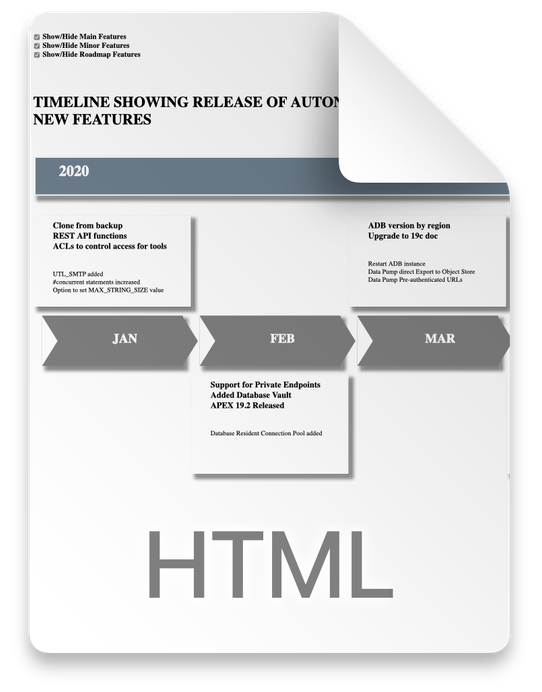 Show/Hide Main Features
Show/Hide Minor Features
Show/Hide Roadmap Features
TIMELINE SHOWING RELEASE OF
NEW FEATURES
2020
Clone from backup
REST API functions
ACLs to control access for tools
UTL_SMTP added
#concurrent statements increased
Option to set MAX_STRING_SIZE value
ADB version by region
Upgrade to 19c doc
Restart ADB instance
Data Pump direct Export to Object Store
Data Pump Pre-authenticated URLs
JAN
FEB
MAR
Support for Private Endpoints
Added Database Vault
APEX 19.2 Released
Database Resident Connection Pool added
HTML